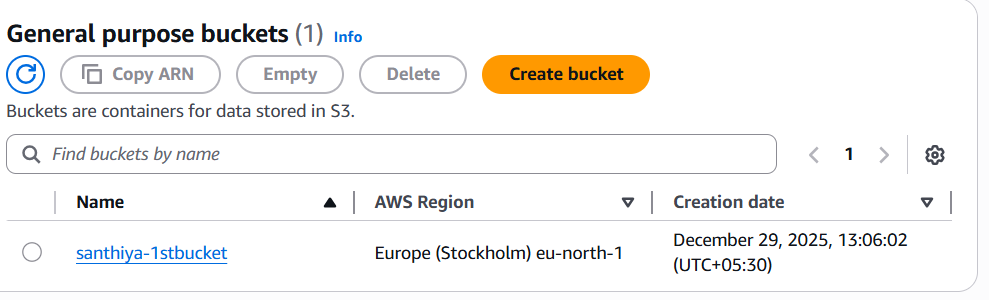 General purpose buckets (1) Info
Copy ARN Empty Delete Create bucket
Buckets are containers for data stored in S3.
Find buckets by name 1
Name AWS Region Creation date
santhiya-1stbucket Europe (Stockholm) eu-north-1 December 29, 2025, 13:06:02
(UTC+05:30)